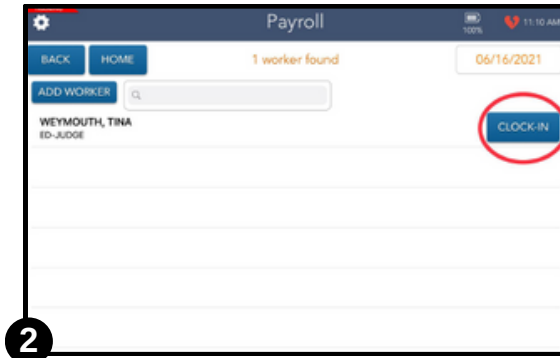 Payroll
100%
11:10 AM
BACK
HOME
1 worker found
06/16/2021
ADD WORKER
WEYMOUTH, TINA
ED-JUDGE
CLOCK-IN
2